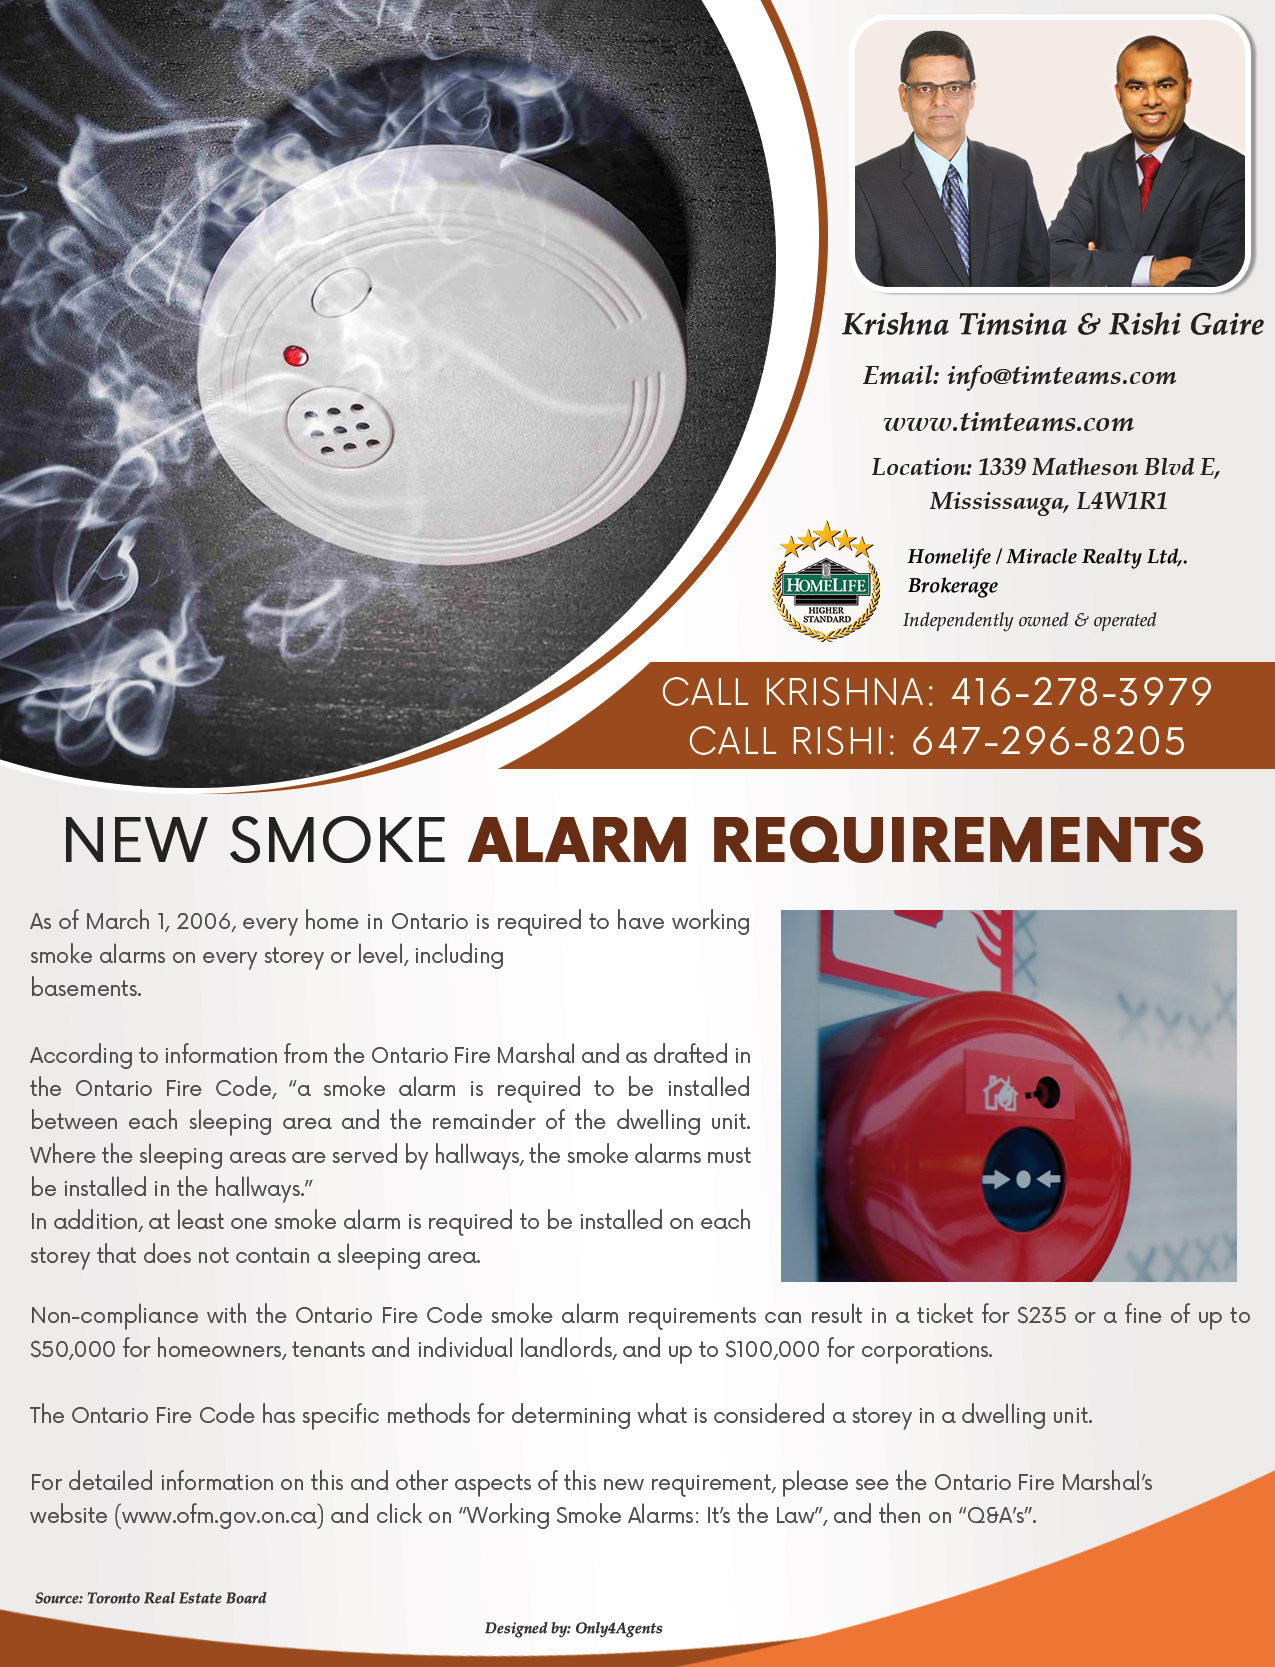 Krishna Timsina & Rishi Gaire
Email: info@timteams.com
www.timteams.com
Location: 1339 Matheson Blvd E,
Mississauga, L4W1R1
HOMELIFE
HIGHER
STANDARD
Homelife / Miracle Realty Ltd,.
Brokerage
Independently owned & operated
CALL KRISHNA: 416-278-3979
CALL RISHI: 647-296-8205
NEW SMOKE ALARM REQUIREMENTS
As of March 1, 2006, every home in Ontario is required to have working
smoke alarms on every storey or level, including
basements.
According to information from the Ontario Fire Marshal and as drafted in
the Ontario Fire Code, “a smoke alarm is required to be installed
between each sleeping area and the remainder of the dwelling unit.
Where the sleeping areas are served by hallways, the smoke alarms must
be installed in the hallways.”
In addition, at least one smoke alarm is required to be installed on each
storey that does not contain a sleeping area.
Non-compliance with the Ontario Fire Code smoke alarm requirements can result in a ticket for $235 or a fine of up to
$50,000 for homeowners, tenants and individual landlords, and up to $100,000 for corporations.
The Ontario Fire Code has specific methods for determining what is considered a storey in a dwelling unit.
For detailed information on this and other aspects of this new requirement, please see the Ontario Fire Marshal’s
website (www.ofm.gov.on.ca) and click on “Working Smoke Alarms: It’s the Law”, and then on “Q&A’s”.
Source: Toronto Real Estate Board
Designed by: Only4Agents